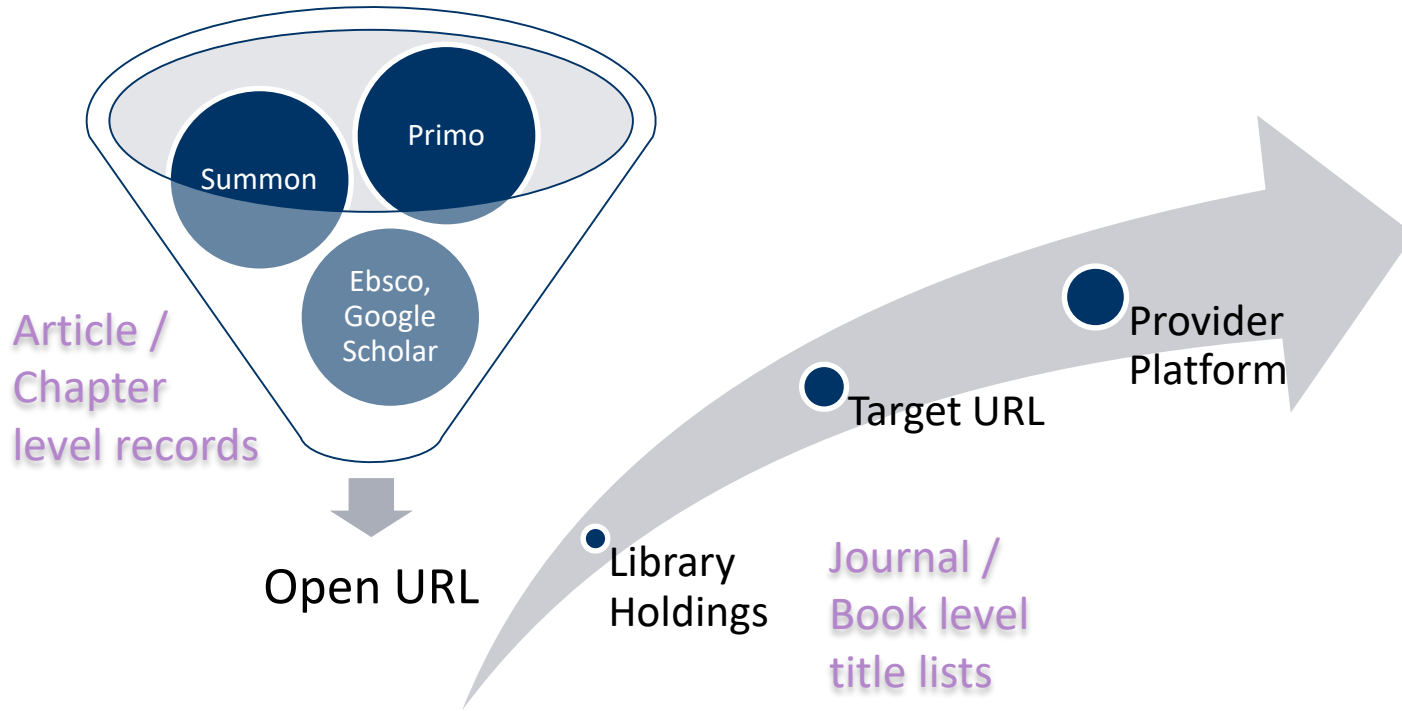 Primo
Summon
Ebsco,
Google
Scholar
Article /
Chapter
level records
Open URL
Library
Holdings
Target URL
Provider
Platform
Journal /
Book level
title lists